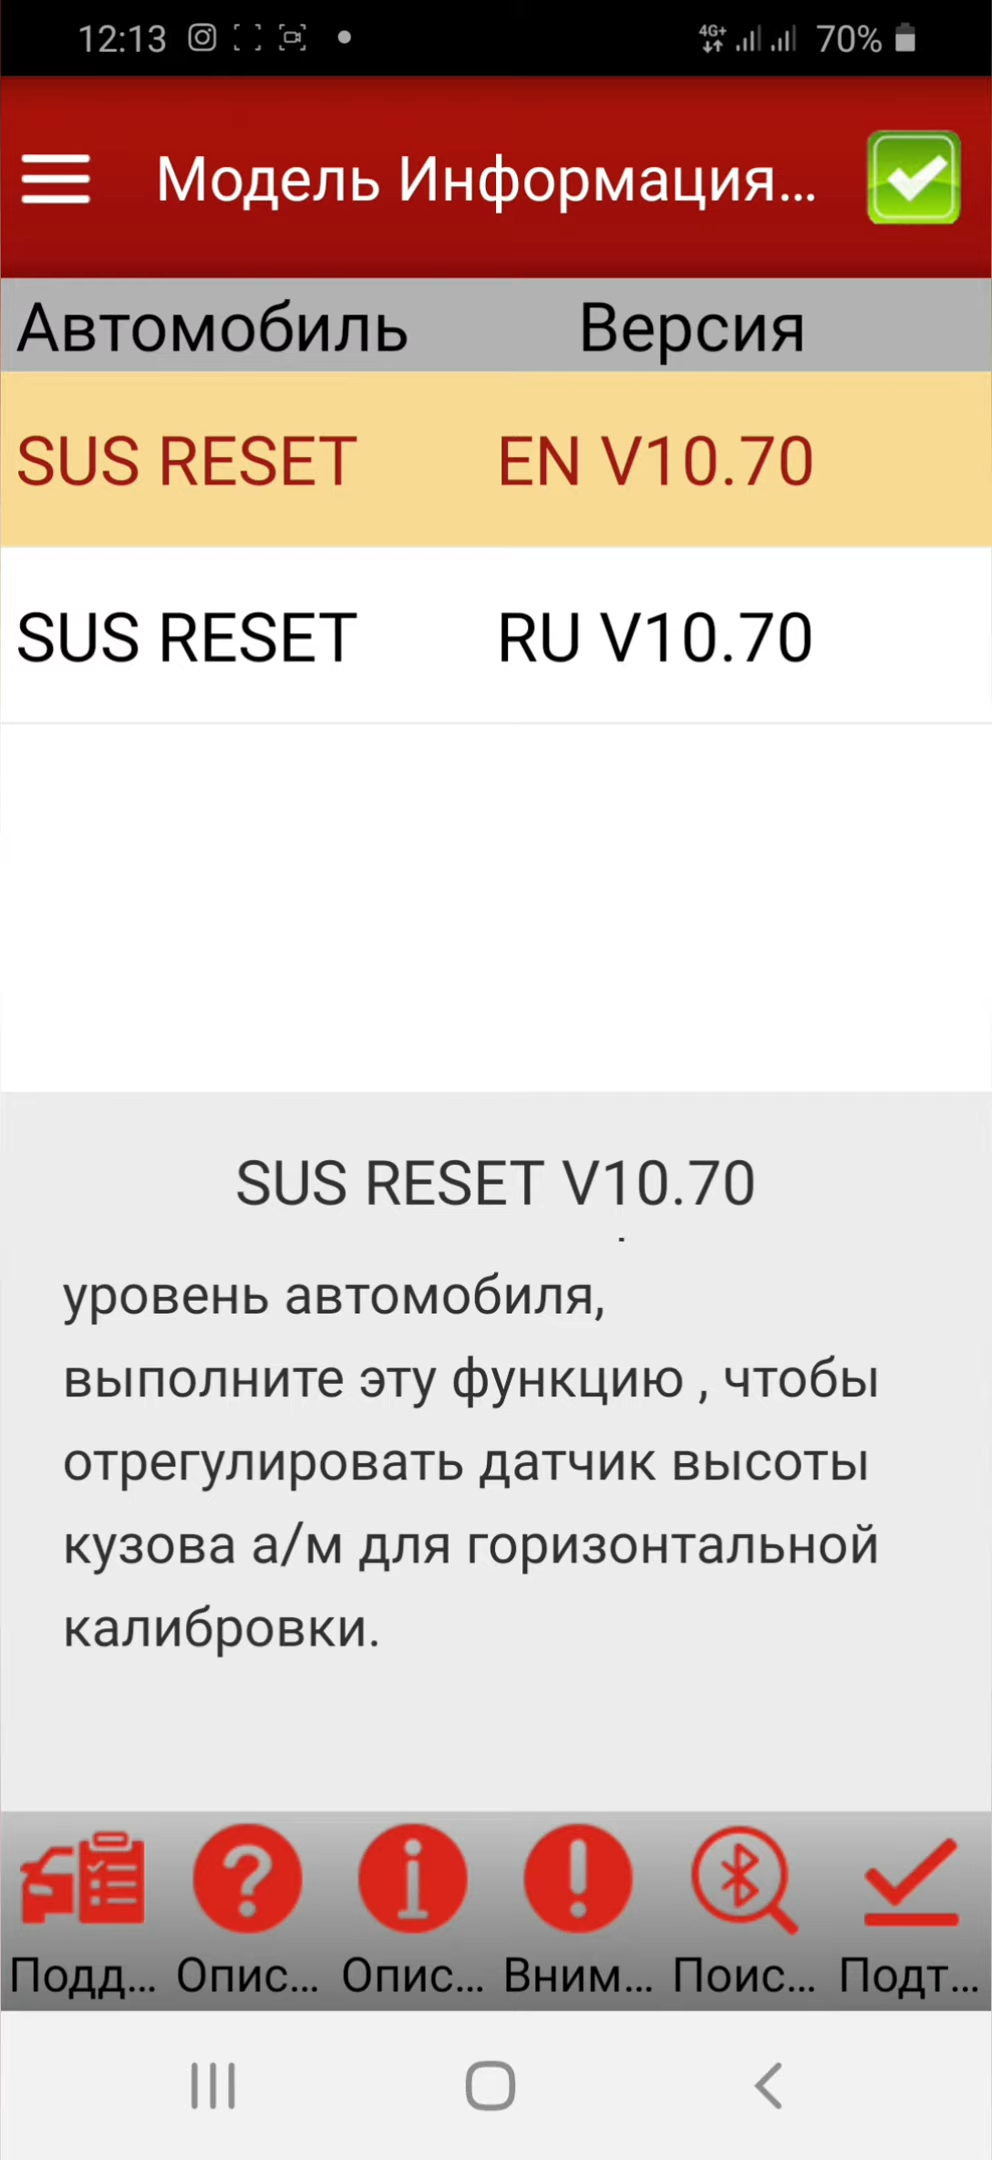 12:13 4G+ 70%
Модель Информация...
Автомобиль Версия
SUS RESET EN V10.70
SUS RESET RU V10.70
SUS RESET V10.70
уровень автомобиля,
выполните эту функцию , чтобы
отрегулировать датчик высоты
кузова а/м для горизонтальной
калибровки.
Подд... Опис... Опис... Вним... Поис... Подт...